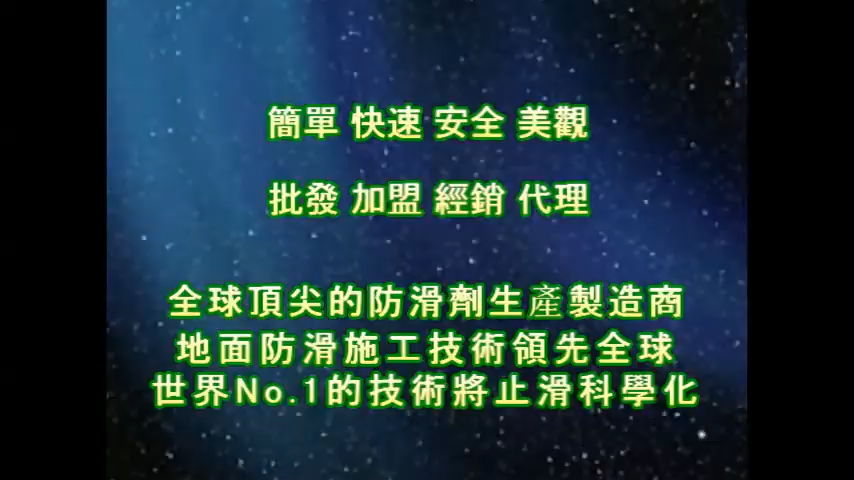 簡單 快速 安全 美觀
批發 加盟 經銷 代理
全球頂尖的防滑劑生產製造商
地面防滑施工技術領先全球
世界No.1的技術將止滑科學化